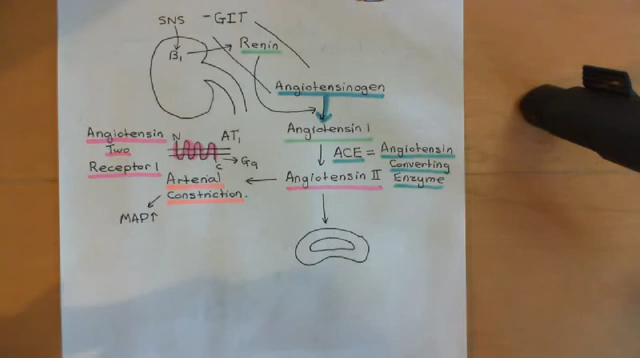 SNS
-GIT
β₁
Renin
Angiotensinogen
Angiotensin
Two
Receptor 1
N
AT₁
C
Gq
Angiotensin I
ACE = Angiotensin
Converting
Enzyme
Angiotensin II
Arterial
Constriction.
MAP↑